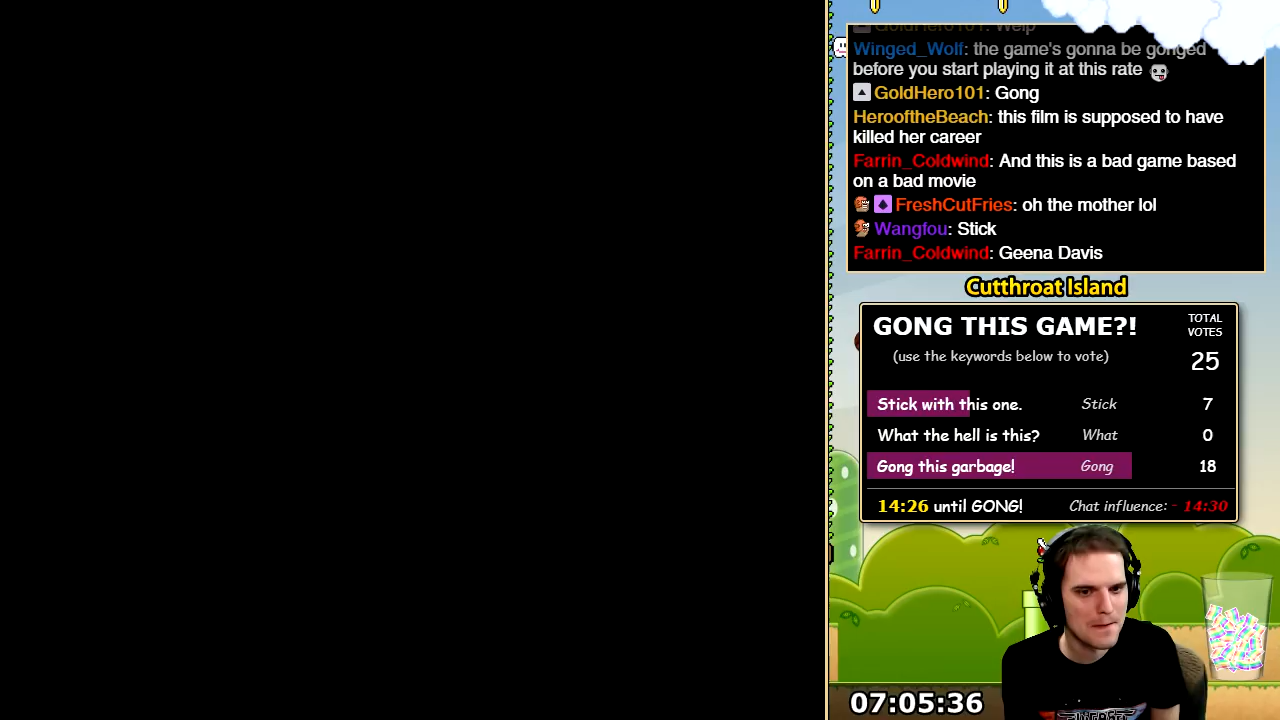 GoldHero101: Welp
Winged_Wolf: the game's gonna be gonged
before you start playing it at this rate
GoldHero101: Gong
HerooftheBeach: this film is supposed to have
killed her career
Farrin_Coldwind: And this is a bad game based
on a bad movie
FreshCutFries: oh the mother lol
Wangfou: Stick
Farrin_Coldwind: Geena Davis
Cutthroat Island
GONG THIS GAME?! TOTAL VOTES
(use the keywords below to vote) 25
Stick with this one. Stick 7
What the hell is this? What 0
Gong this garbage! Gong 18
14:26 until GONG! Chat influence: - 14:30
07:05:36